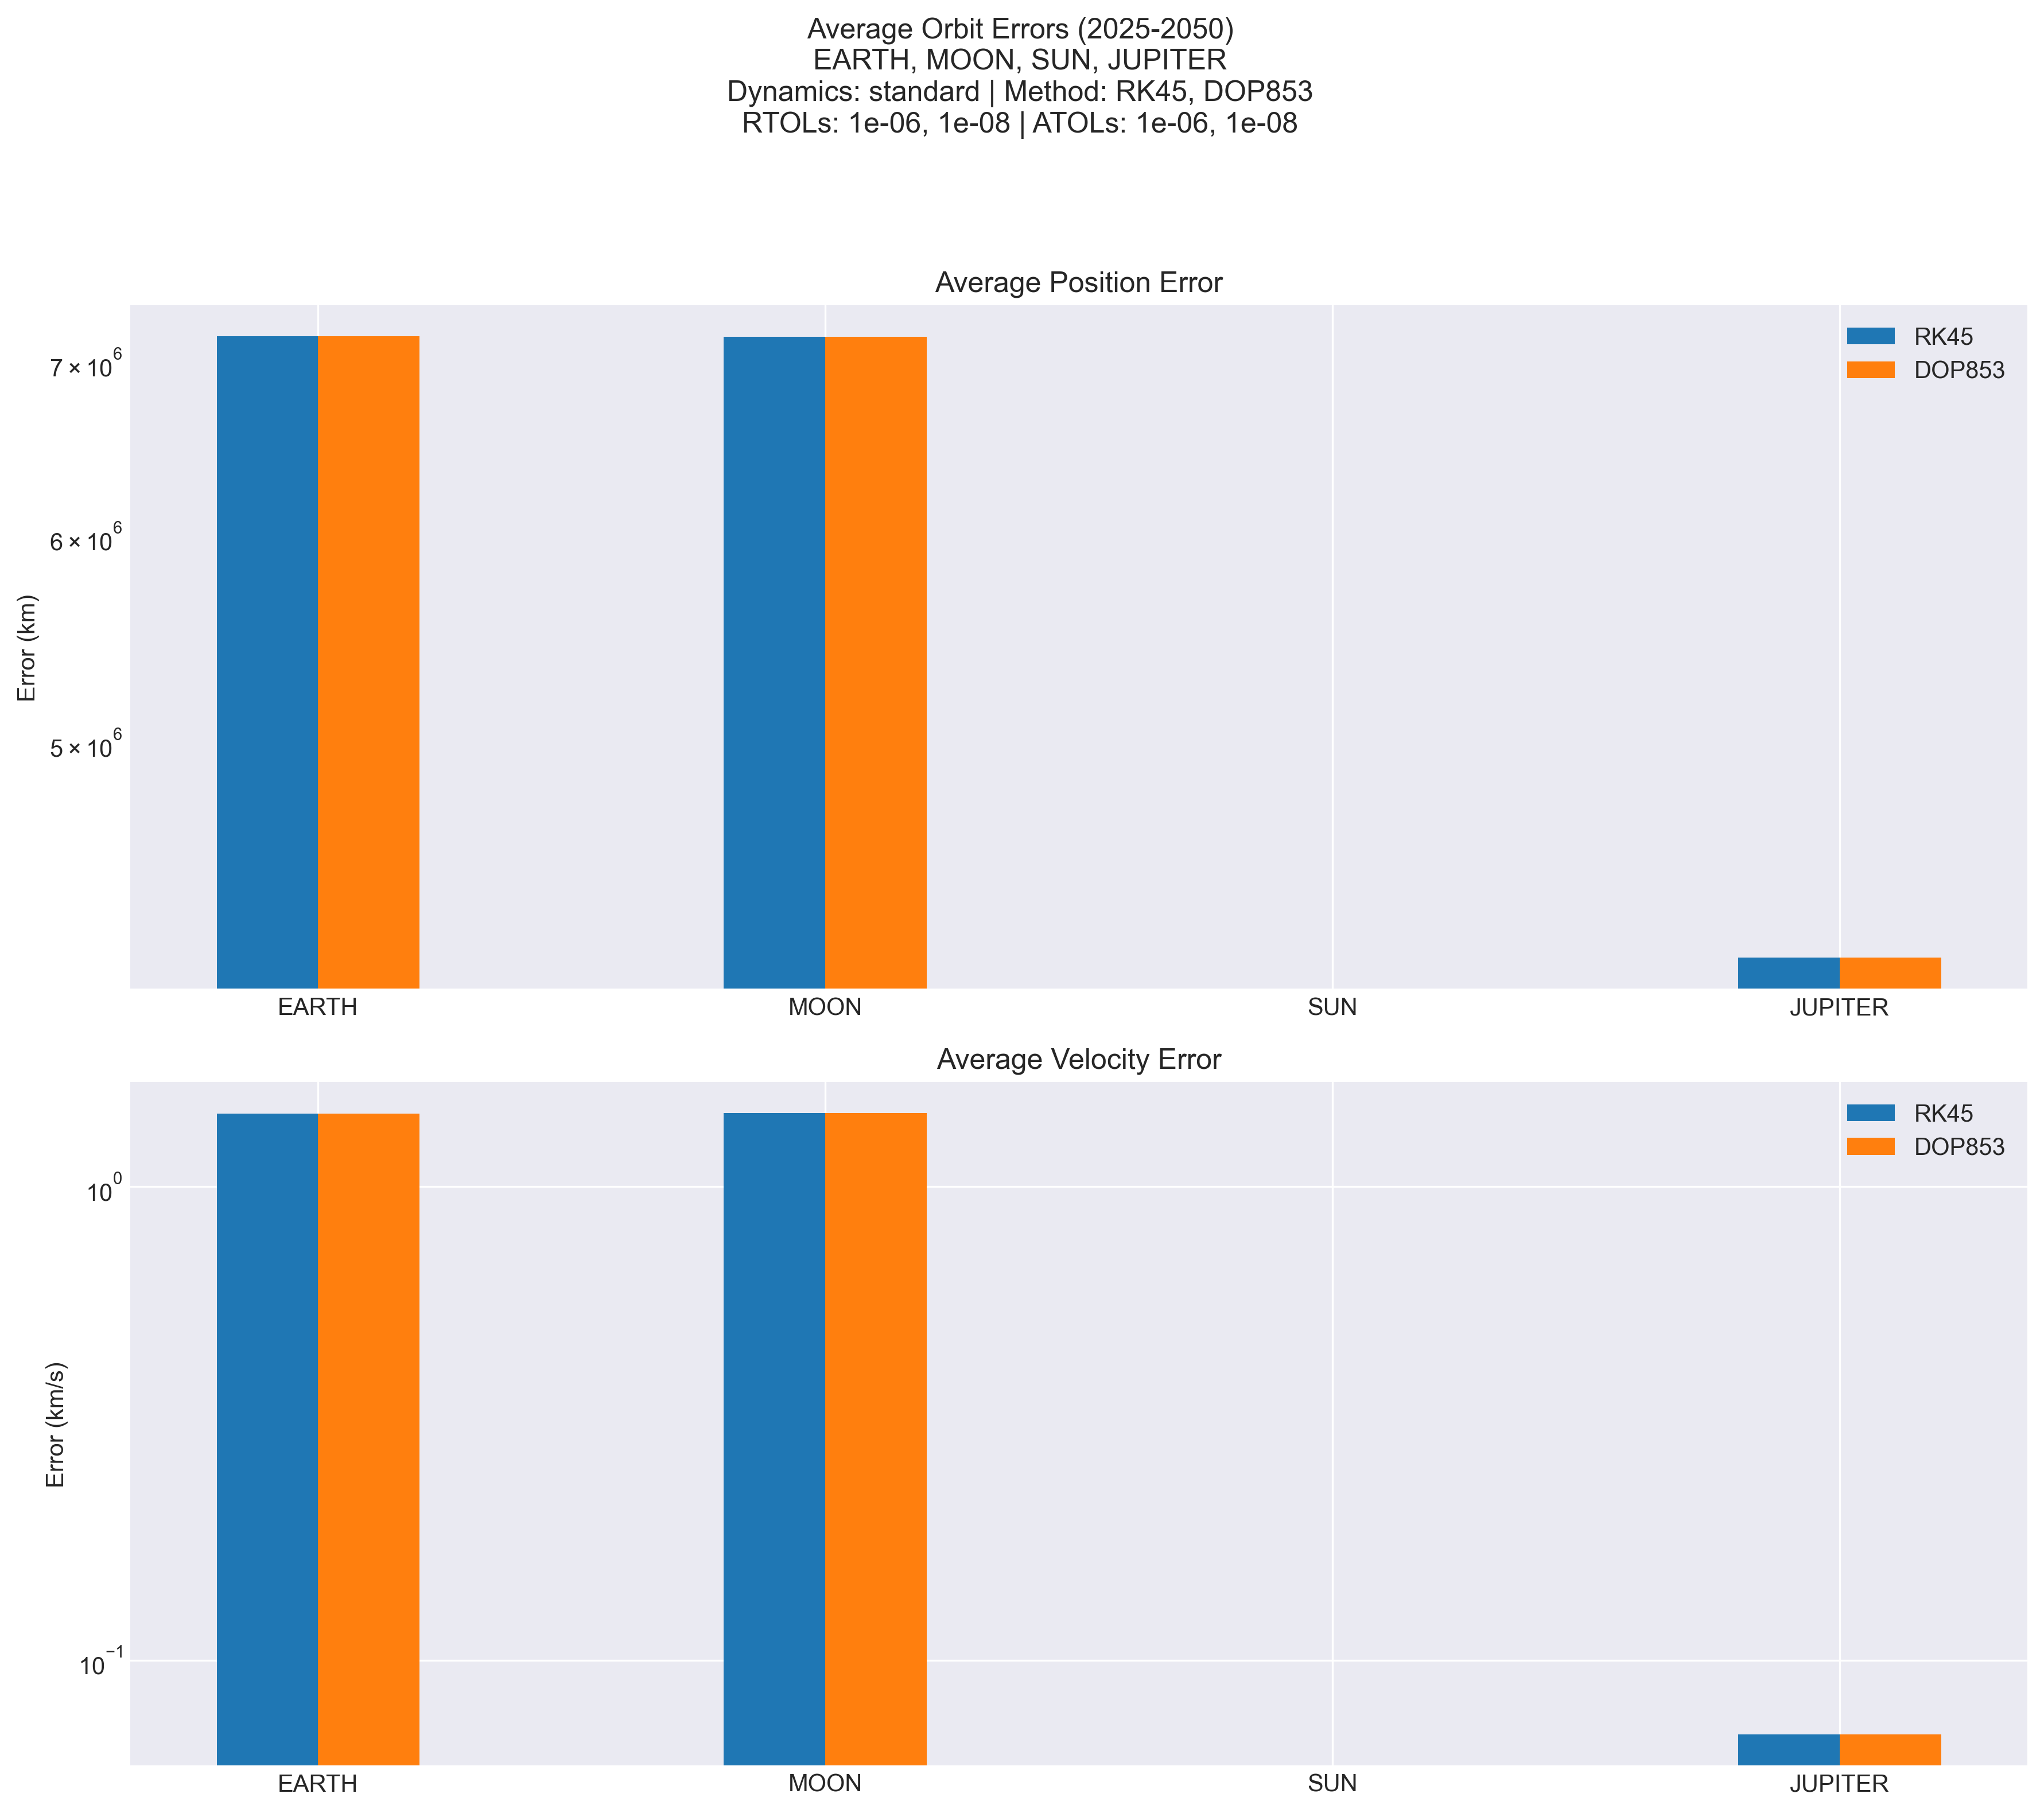 Average Orbit Errors (2025-2050)
EARTH, MOON, SUN, JUPITER
Dynamics: standard | Method: RK45, DOP853
RTOLs: 1e-06, 1e-08 | ATOLs: 1e-06, 1e-08
Average Position Error
RK45
DOP853
7 × 10⁶
6 × 10⁶
5 × 10⁶
Error (km)
EARTH MOON SUN JUPITER
Average Velocity Error
RK45
DOP853
10⁰
10⁻¹
Error (km/s)
EARTH MOON SUN JUPITER